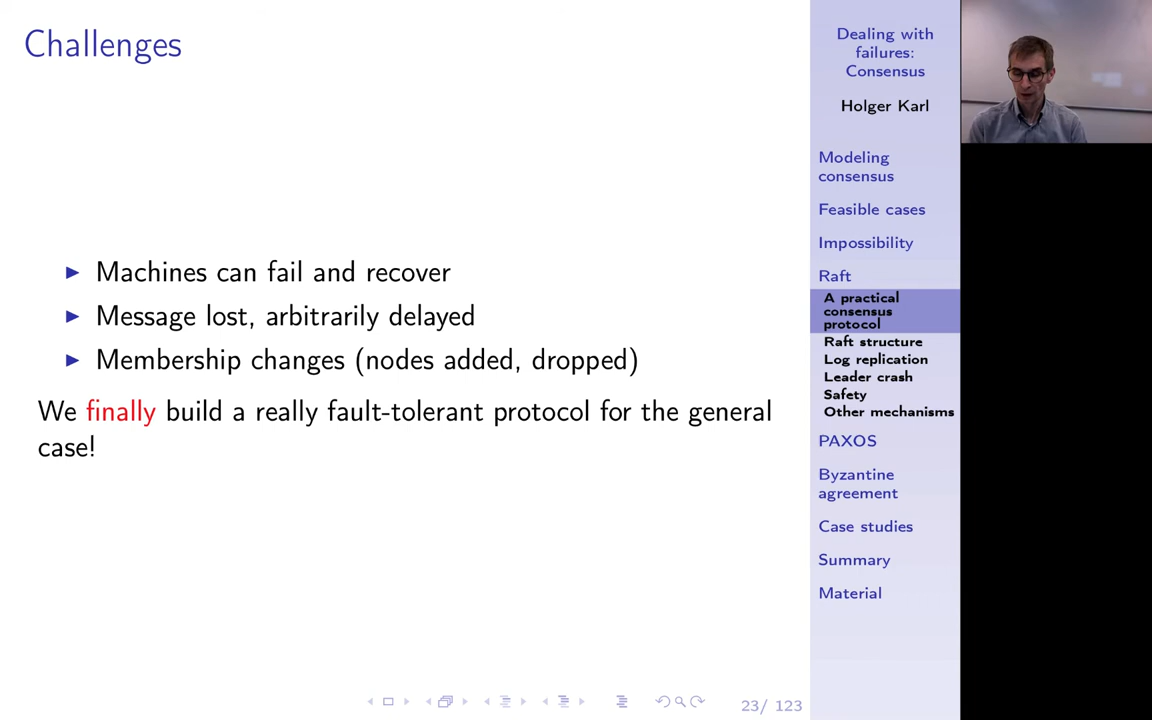 Challenges
Machines can fail and recover
Message lost, arbitrarily delayed
Membership changes (nodes added, dropped)
We finally build a really fault-tolerant protocol for the general
case!
23/ 123
Dealing with
failures:
Consensus
Holger Karl
Modeling
consensus
Feasible cases
Impossibility
Raft
A practical
consensus
protocol
Raft structure
Log replication
Leader crash
Safety
Other mechanisms
PAXOS
Byzantine
agreement
Case studies
Summary
Material